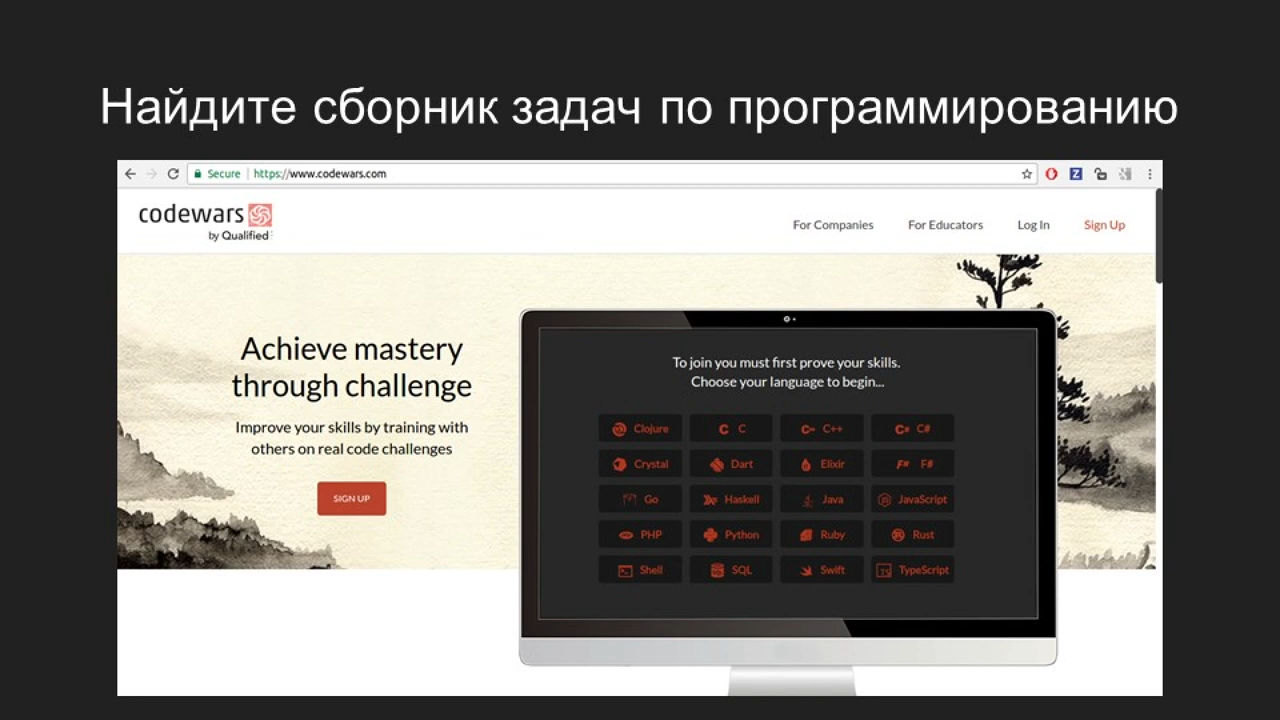 Найдите сборник задач по программированию
Secure https://www.codewars.com
codewars
by Qualified
For Companies For Educators Log In Sign Up
Achieve mastery
through challenge
Improve your skills by training with
others on real code challenges
SIGN UP
To join you must first prove your skills.
Choose your language to begin...
Clojure C C++ C#
Crystal Dart Elixir F#
Go Haskell Java JavaScript
PHP Python Ruby Rust
Shell SQL Swift TypeScript